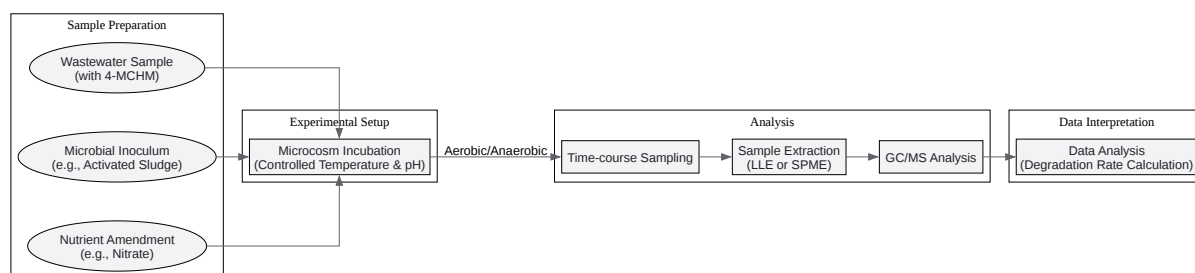 Sample Preparation
Wastewater Sample
(with 4-MCHM)
Microbial Inoculum
(e.g., Activated Sludge)
Nutrient Amendment
(e.g., Nitrate)
Experimental Setup
Microcosm Incubation
(Controlled Temperature & pH)
Aerobic/Anaerobic
Analysis
Time-course Sampling
Sample Extraction
(LLE or SPME)
GC/MS Analysis
Data Interpretation
Data Analysis
(Degradation Rate Calculation)